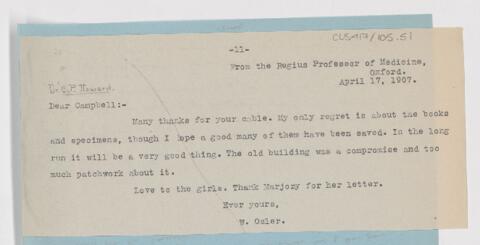 CUS417/105.51
-11-
From the Regius Professor of Medicine,
Oxford.
April 17, 1907.
Dr. C.P. Howard.
Dear Campbell:-
Many thanks for your cable. My only regret is about the books
and specimens, though I hope a good many of them have been saved. In the long
run it will be a very good thing. The old building was a compromise and too
much patchwork about it.
Love to the girls. Thank Marjory for her letter.
Ever yours,
W. Osler.